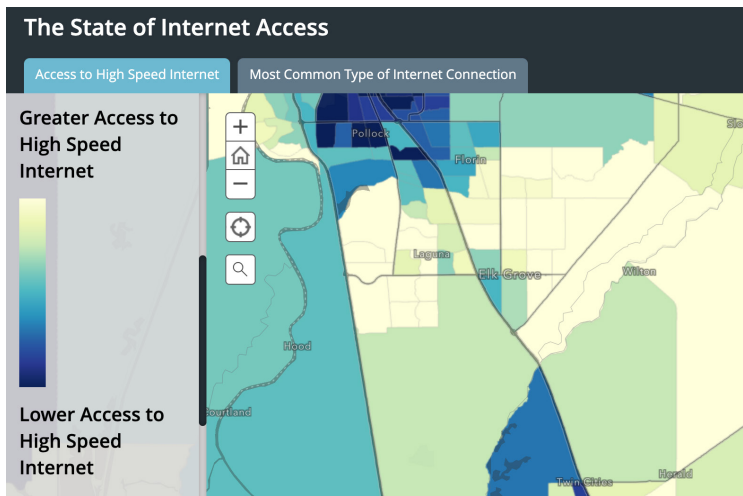 The State of Internet Access
Access to High Speed Internet
Most Common Type of Internet Connection
Greater Access to
High Speed
Internet
Lower Access to
High Speed
Internet
Pollock
Florin
Laguna
Elk Grove
Wilton
Hood
Courtland
Twin Cities
Herald